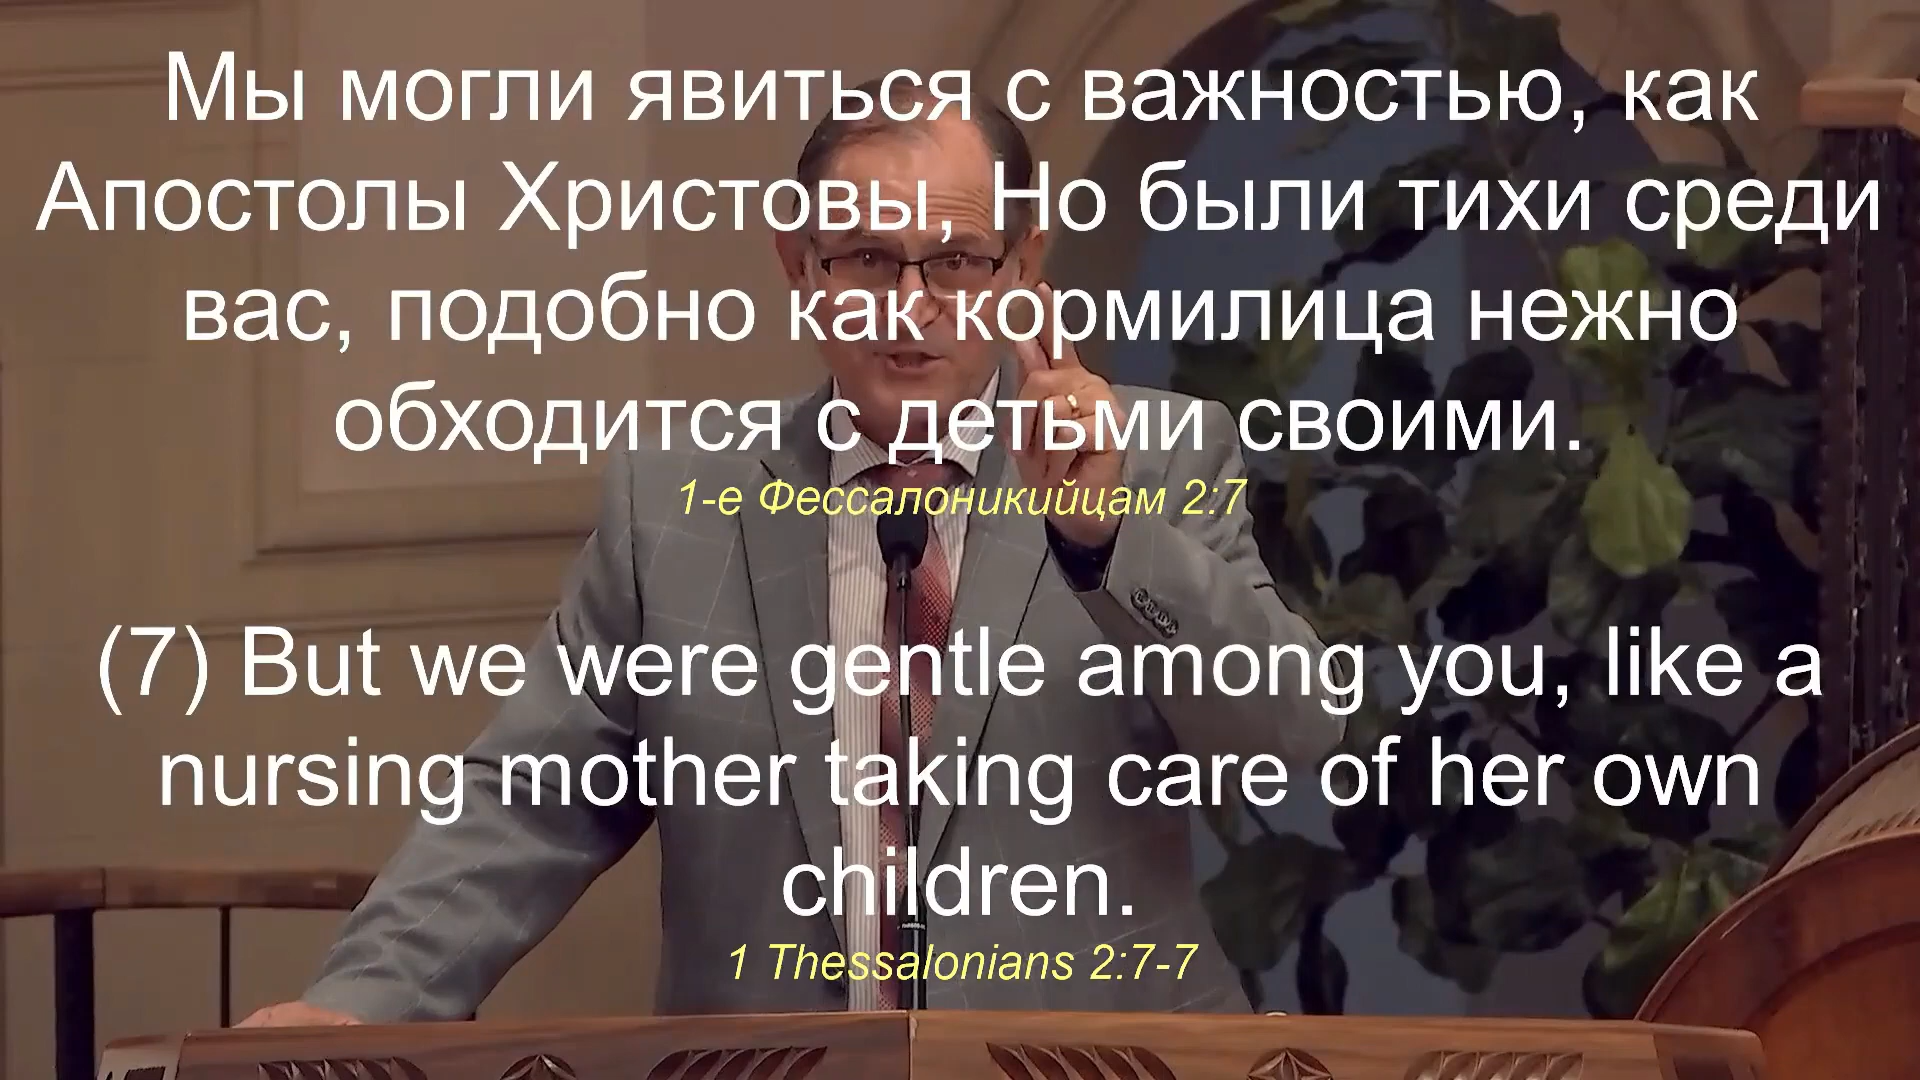 Мы могли явиться с важностью, как
Апостолы Христовы, Но были тихи среди
вас, подобно как кормилица нежно
обходится с детьми своими.
1-е Фессалоникийцам 2:7
(7) But we were gentle among you, like a
nursing mother taking care of her own
children.
1 Thessalonians 2:7-7